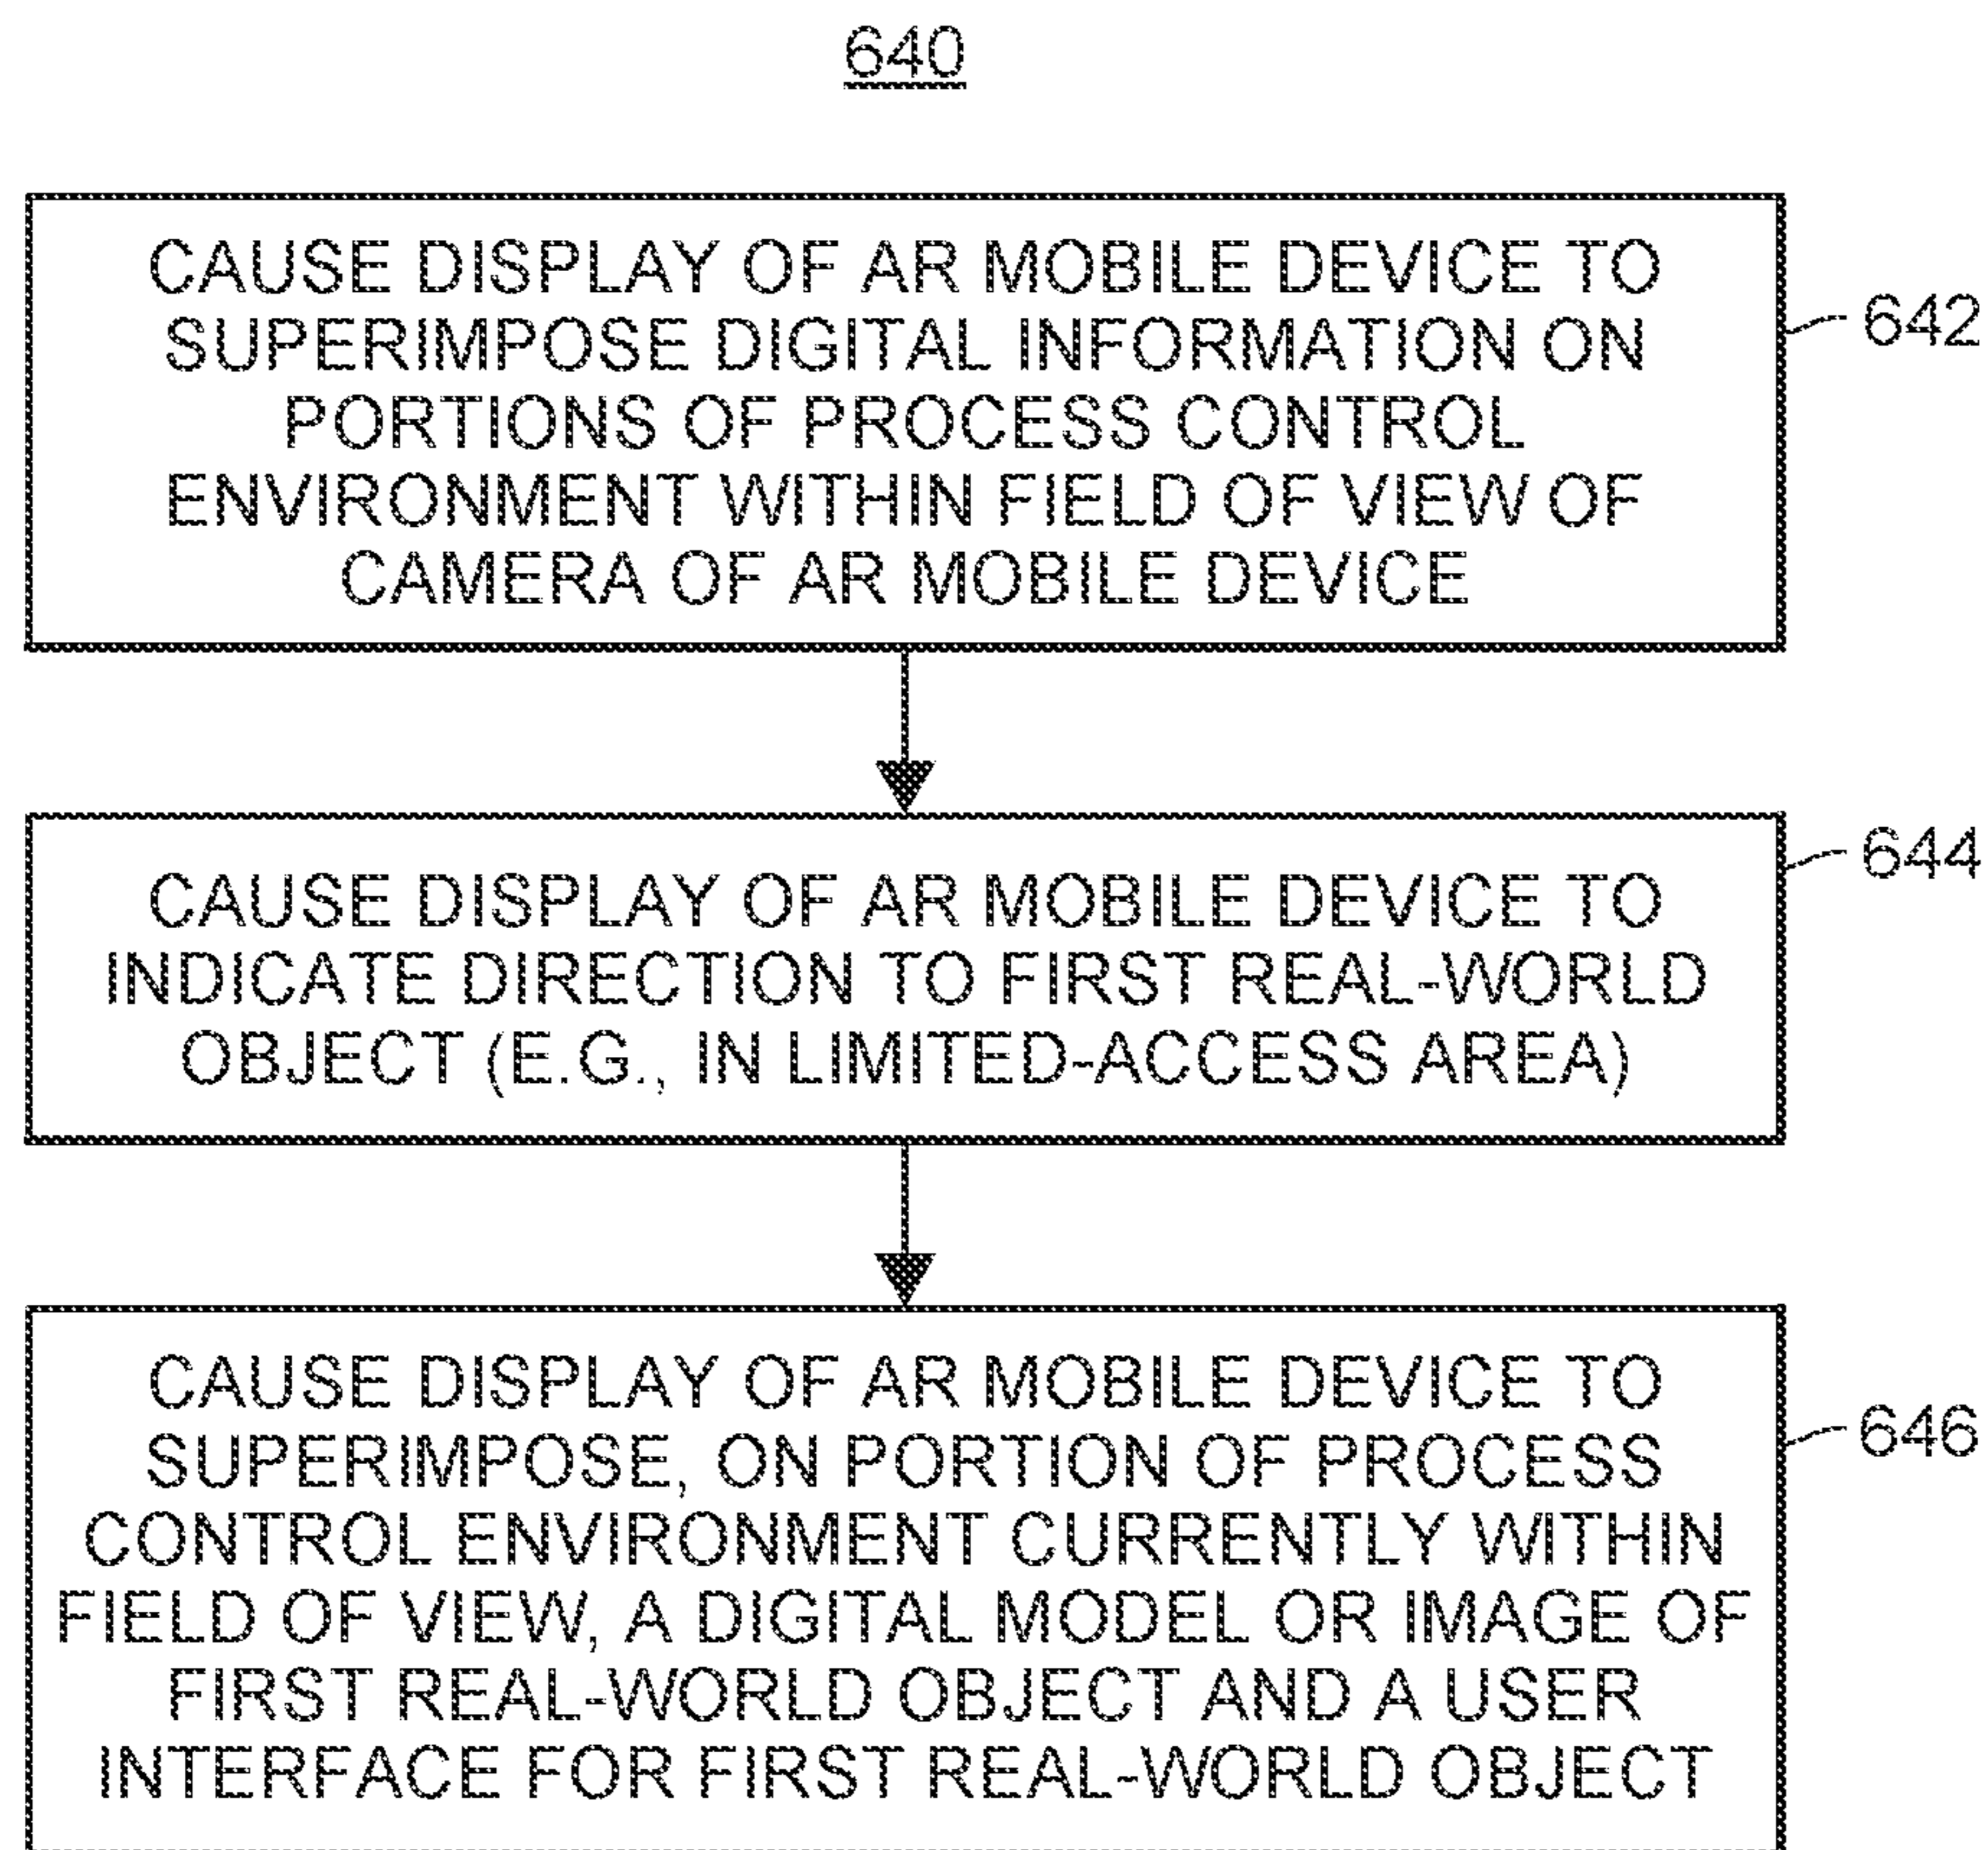 640
CAUSE DISPLAY OF AR MOBILE DEVICE TO
SUPERIMPOSE DIGITAL INFORMATION ON
PORTIONS OF PROCESS CONTROL
ENVIRONMENT WITHIN FIELD OF VIEW OF
CAMERA OF AR MOBILE DEVICE
642
CAUSE DISPLAY OF AR MOBILE DEVICE TO
INDICATE DIRECTION TO FIRST REAL-WORLD
OBJECT (E.G., IN LIMITED-ACCESS AREA)
644
CAUSE DISPLAY OF AR MOBILE DEVICE TO
SUPERIMPOSE, ON PORTION OF PROCESS
CONTROL ENVIRONMENT CURRENTLY WITHIN
FIELD OF VIEW, A DIGITAL MODEL OR IMAGE OF
FIRST REAL-WORLD OBJECT AND A USER
INTERFACE FOR FIRST REAL-WORLD OBJECT
646